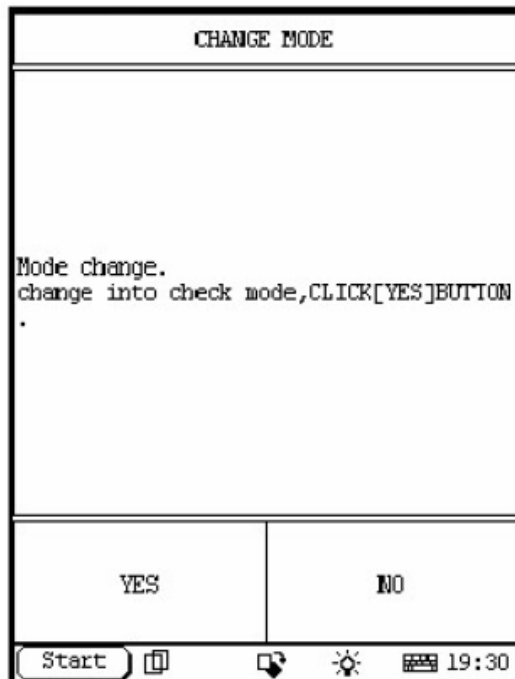 CHANGE MODE
Mode change.
change into check mode,CLICK[YES]BUTTON
.
YES
NO
Start
19:30